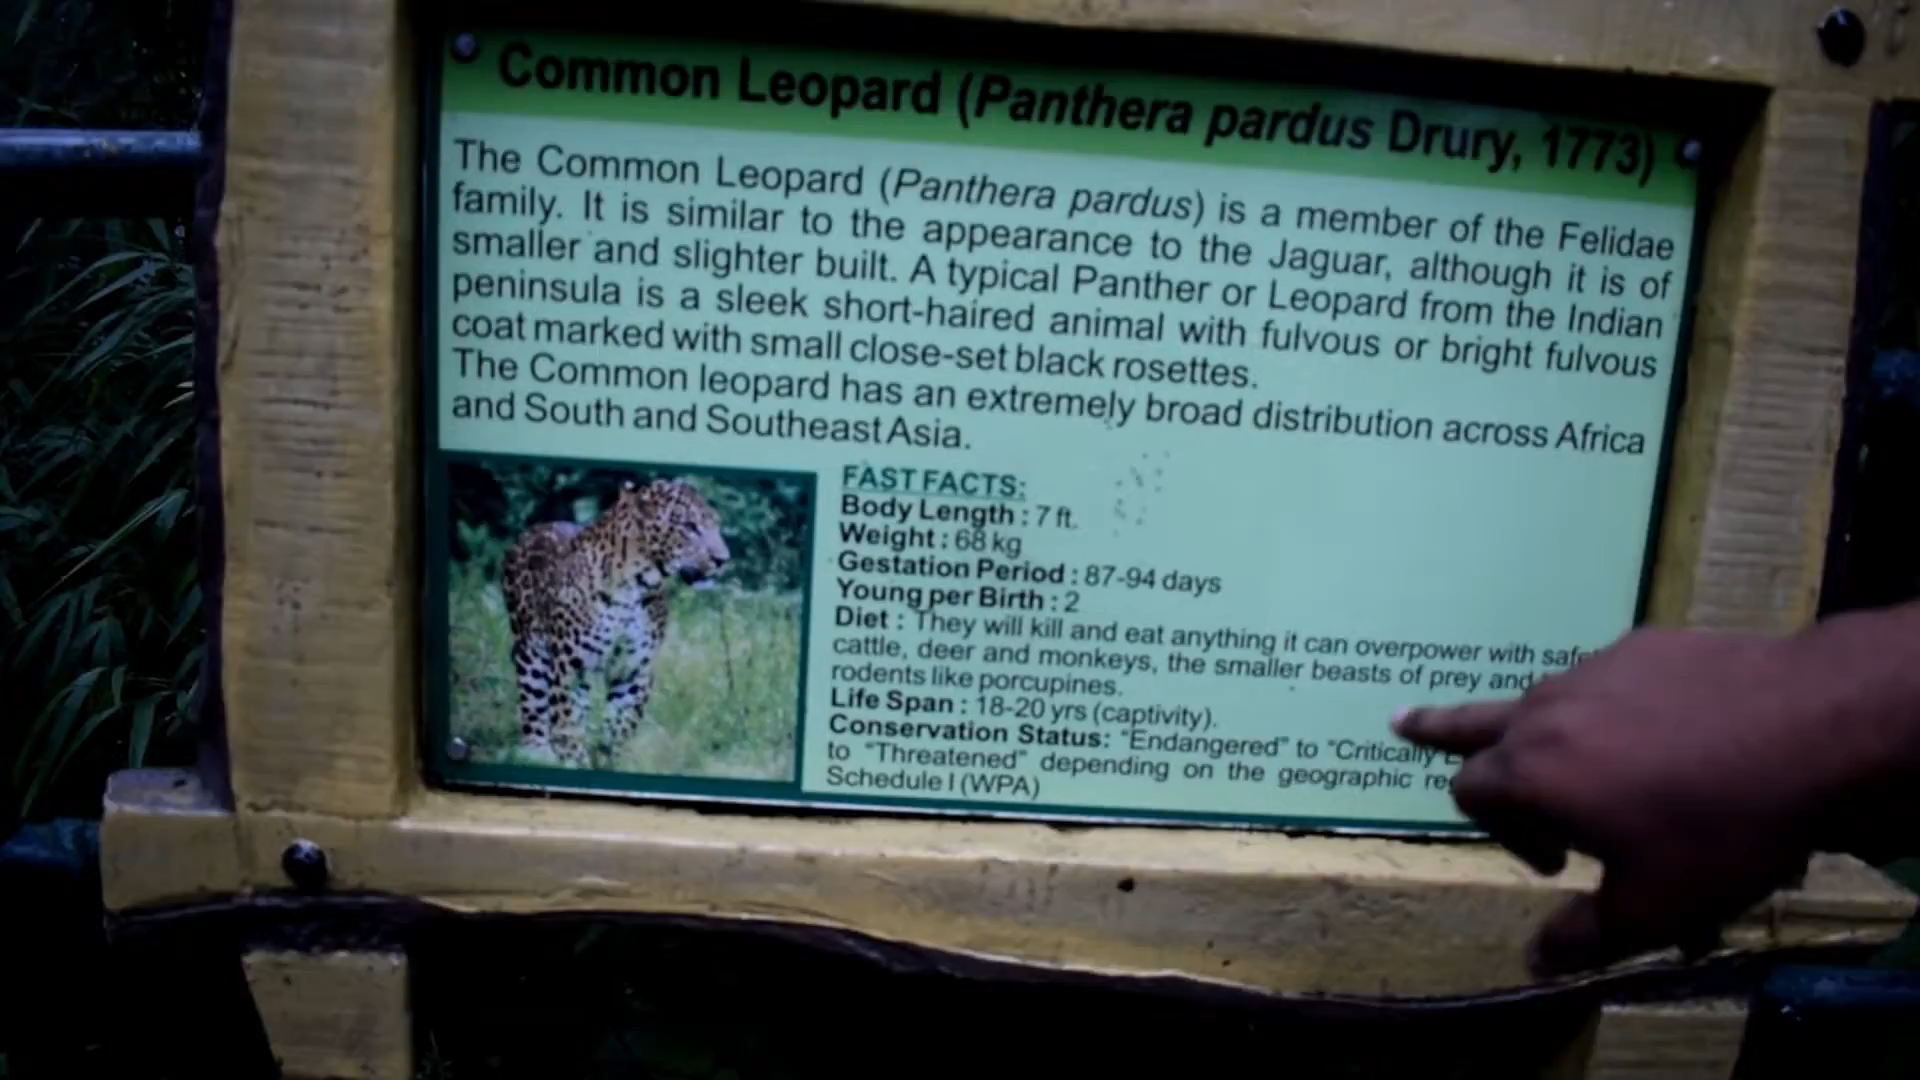 Common Leopard (Panthera pardus Drury, 1773)
The Common Leopard (Panthera pardus) is a member of the Felidae
family. It is similar to the appearance to the Jaguar, although it is of
smaller and slighter built. A typical Panther or Leopard from the Indian
peninsula is a sleek short-haired animal with fulvous or bright fulvous
coat marked with small close-set black rosettes.
The Common leopard has an extremely broad distribution across Africa
and South and Southeast Asia.
FAST FACTS:
Body Length : 7 ft.
Weight : 68 kg
Gestation Period : 87-94 days
Young per Birth : 2
Diet : They will kill and eat anything it can overpower with
cattle, deer and monkeys, the smaller beasts of prey and
rodents like porcupines.
Life Span : 18-20 yrs (captivity).
Conservation Status: "Endangered" to "Critically
to "Threatened" depending on the geographic
Schedule I (WPA)